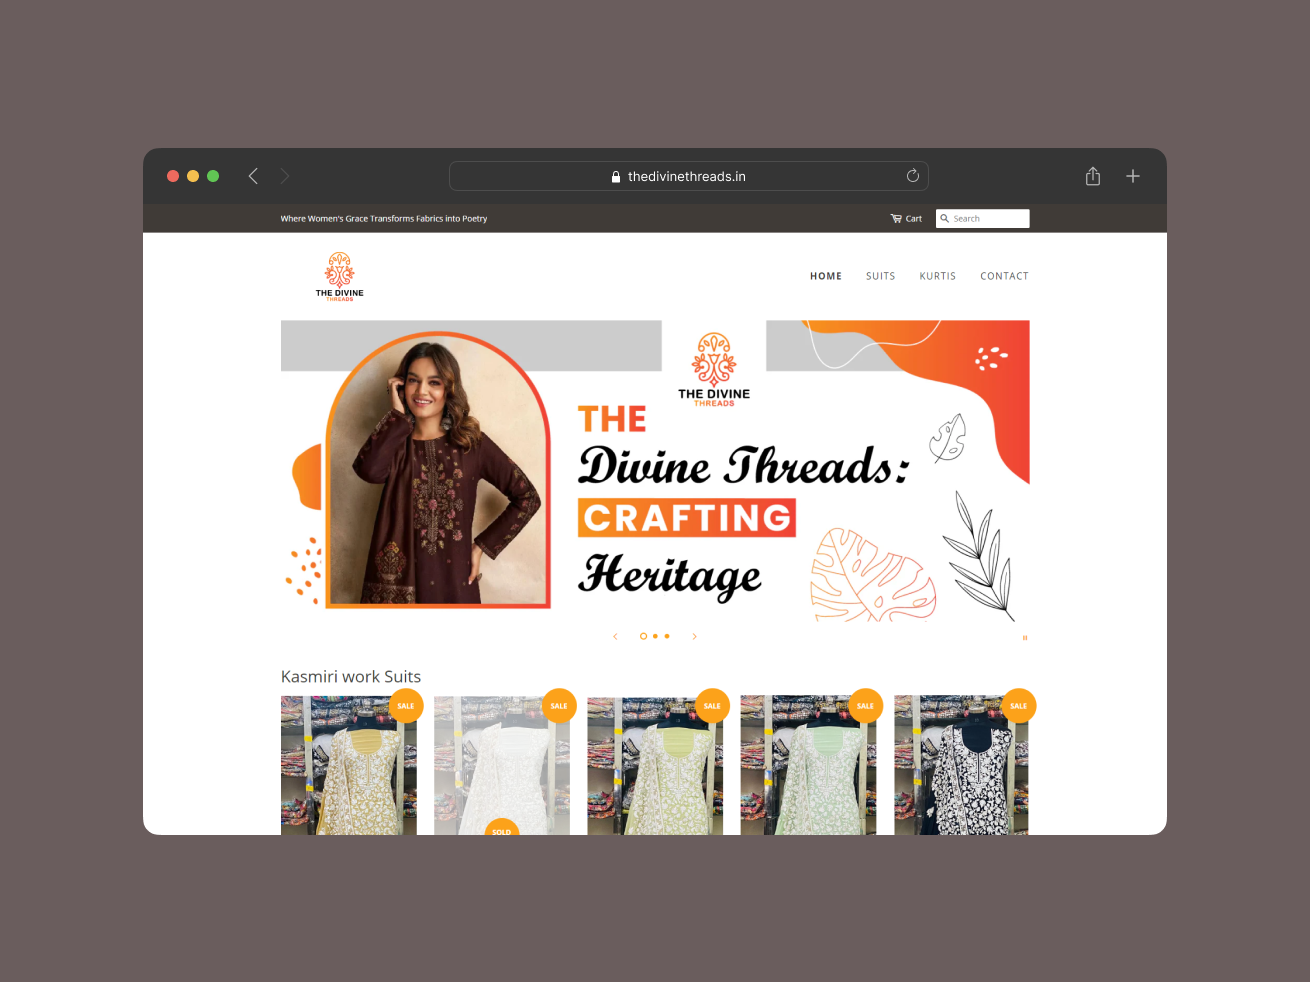 thedivinethreads.in
Where Women's Grace Transforms Fabrics into Poetry
Cart
Search
THE DIVINE
THREADS
HOME SUITS KURTIS CONTACT
THE DIVINE
THREADS
THE
Divine Threads:
CRAFTING
Heritage
Kasmiri work Suits
SALE SALE SALE SALE SALE
SOLD